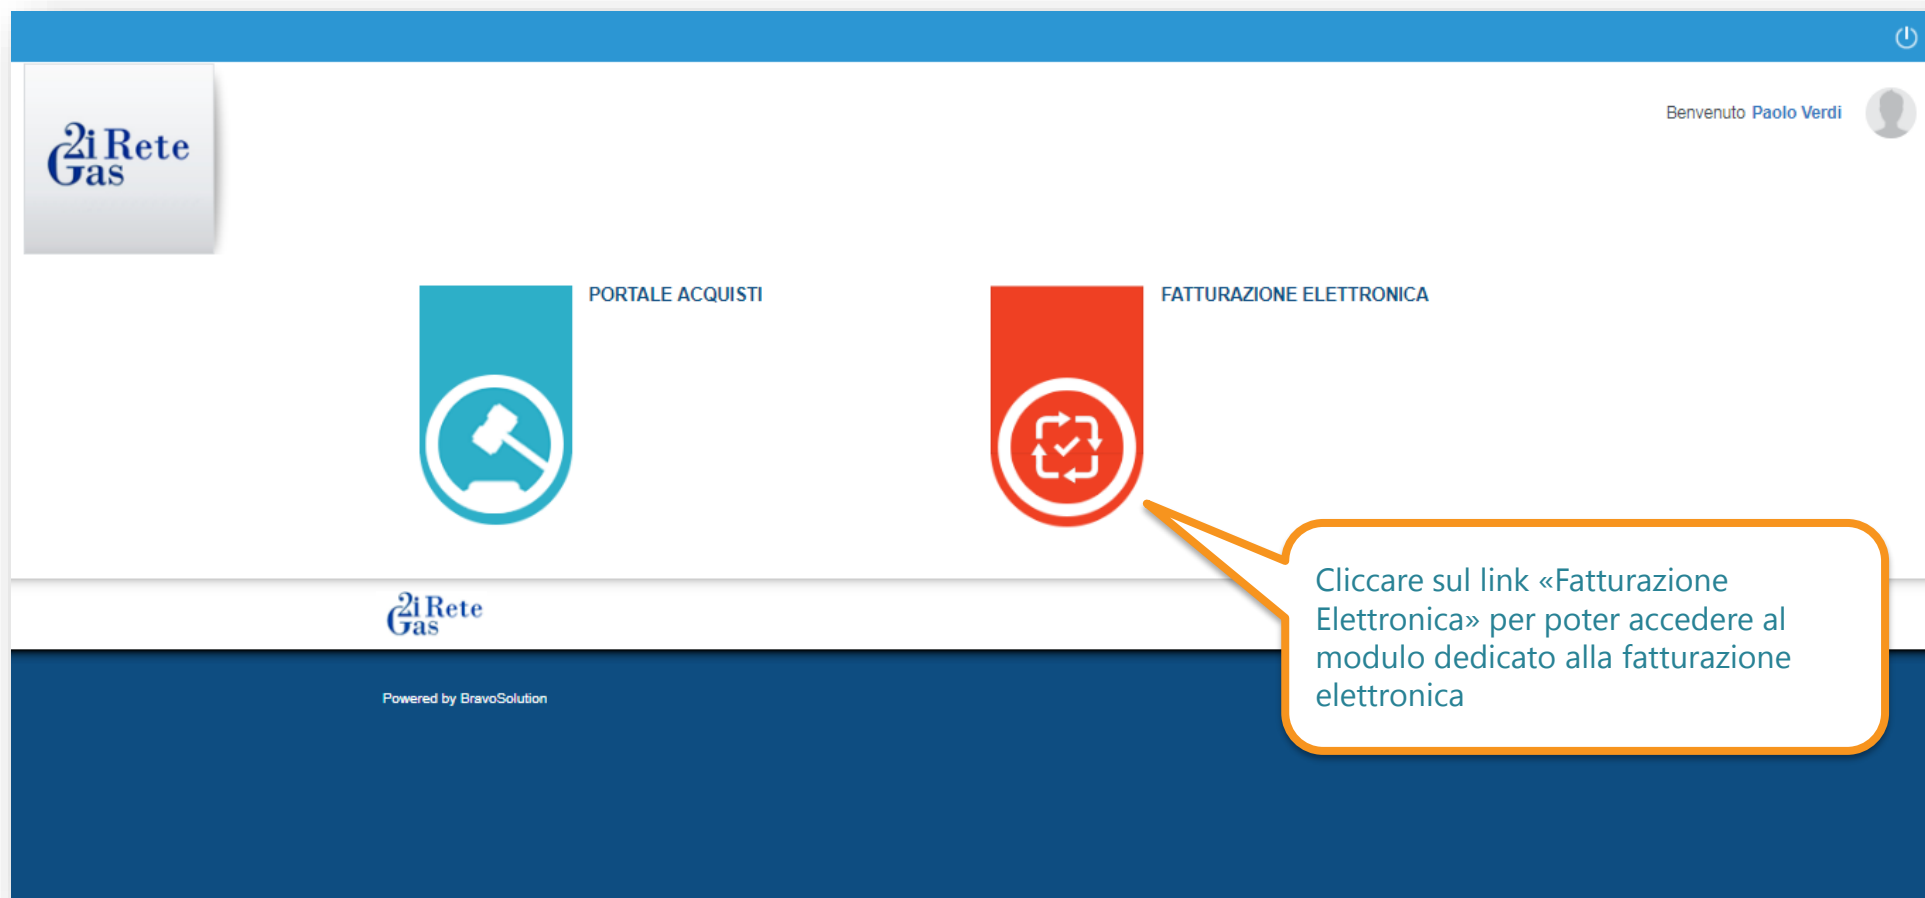 2i Rete
Gas
Benvenuto Paolo Verdi
PORTALE ACQUISTI
FATTURAZIONE ELETTRONICA
Cliccare sul link «Fatturazione
Elettronica» per poter accedere al
modulo dedicato alla fatturazione
elettronica
2i Rete
Gas
Powered by BravoSolution